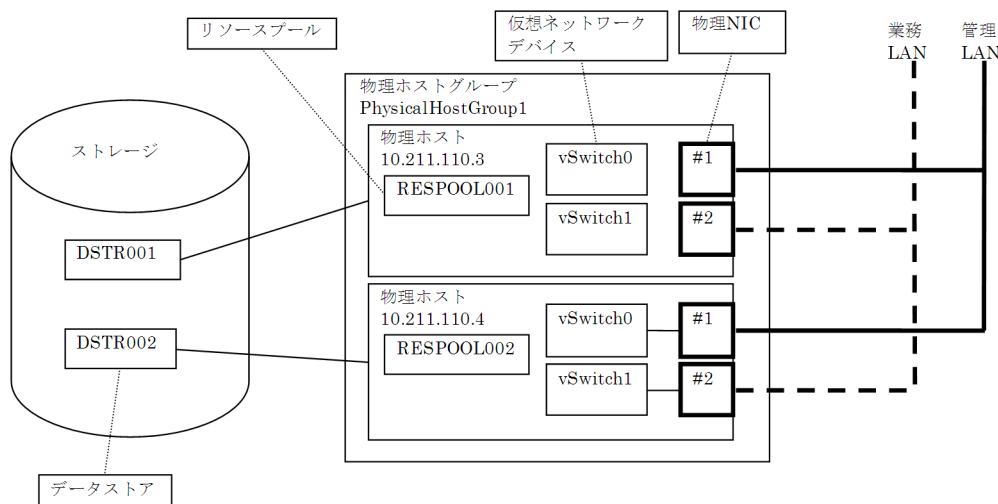 リソースプール
仮想ネットワーク
デバイス
物理NIC
業務
LAN
管理
LAN
物理ホストグループ
PhysicalHostGroup1
ストレージ
物理ホスト
10.211.110.3
RESPOOL001
vSwitch0
#1
vSwitch1
#2
DSTR001
物理ホスト
10.211.110.4
RESPOOL002
vSwitch0
#1
vSwitch1
#2
DSTR002
データストア